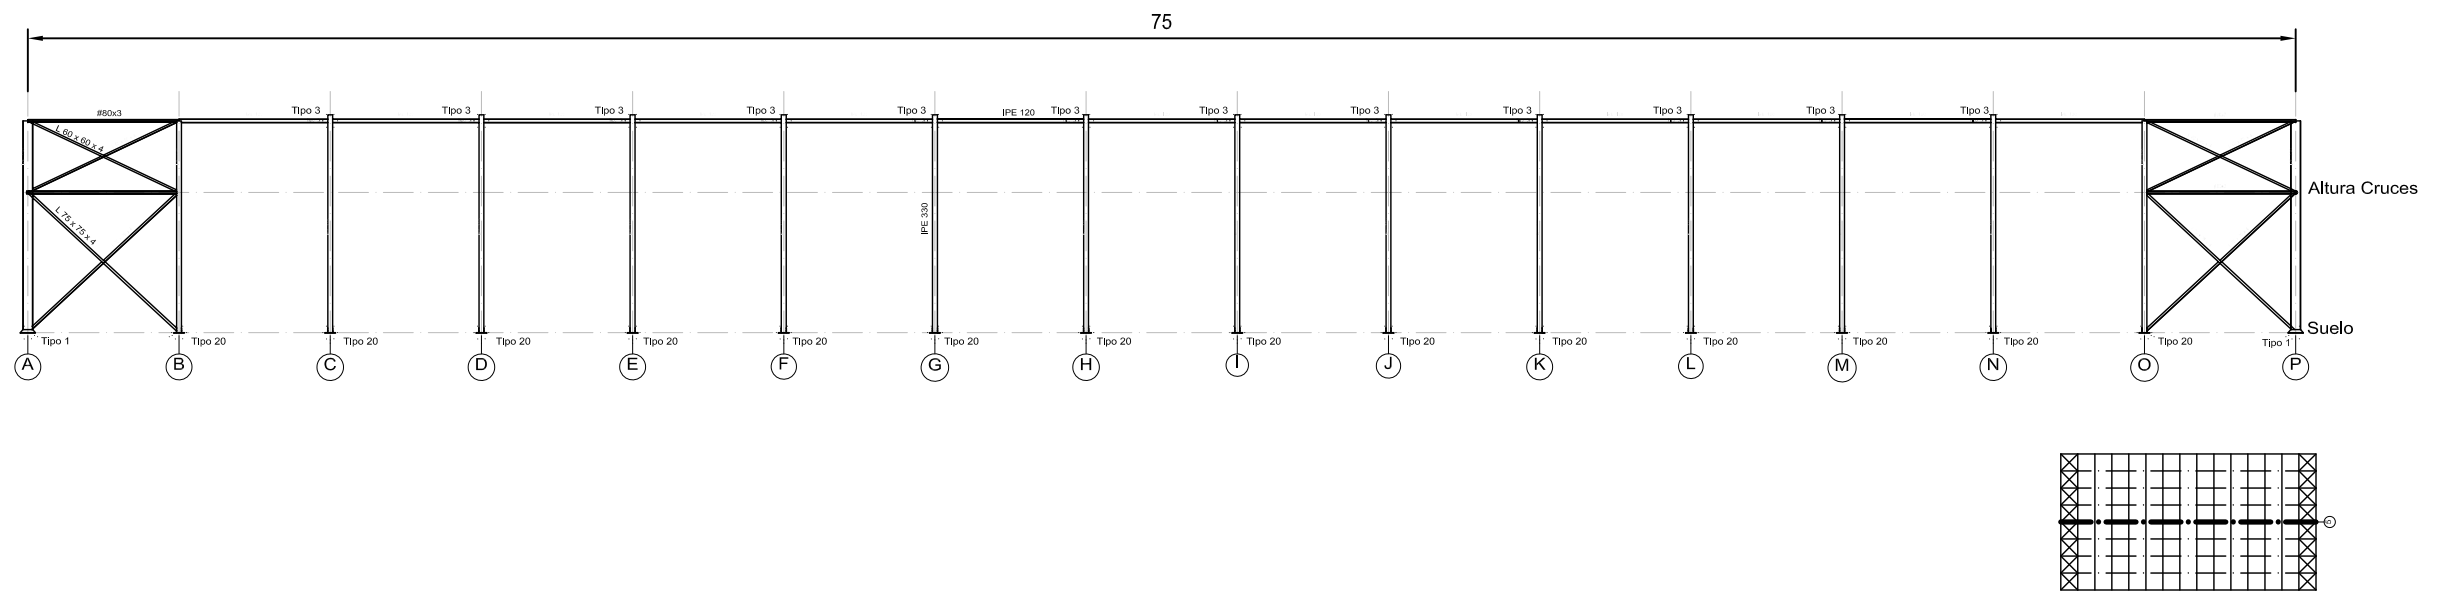 75
#80x3
TIpo 3
TIpo 3
TIpo 3
TIpo 3
TIpo 3
IPE 120
TIpo 3
TIpo 3
TIpo 3
TIpo 3
TIpo 3
TIpo 3
TIpo 3
L 60 x 60 x 4
Altura Cruces
L 75 x 75 x 4
IPE 330
Suelo
Tipo 1
TIpo 20
TIpo 20
TIpo 20
TIpo 20
TIpo 20
TIpo 20
TIpo 20
TIpo 20
TIpo 20
TIpo 20
TIpo 20
TIpo 20
TIpo 20
TIpo 20
Tipo 1
A
B
C
D
E
F
G
H
I
J
K
L
M
N
O
P